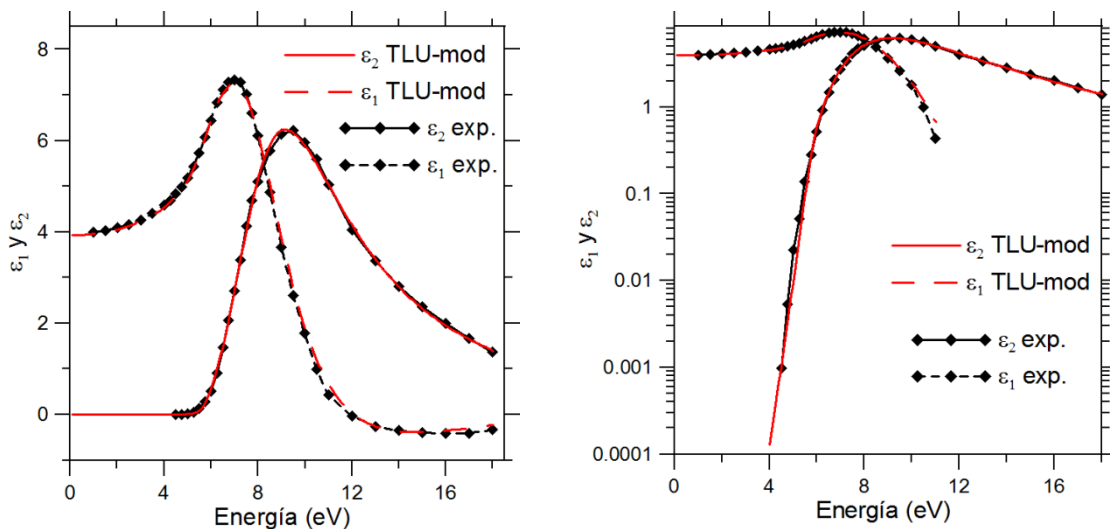 8
6
4
2
0
ε₁ y ε₂
ε₂ TLU-mod
ε₁ TLU-mod
ε₂ exp.
ε₁ exp.
0 4 8 12 16
Energía (eV)
1
0.1
0.01
0.001
0.0001
ε₁ y ε₂
ε₂ TLU-mod
ε₁ TLU-mod
ε₂ exp.
ε₁ exp.
0 4 8 12 16
Energía (eV)